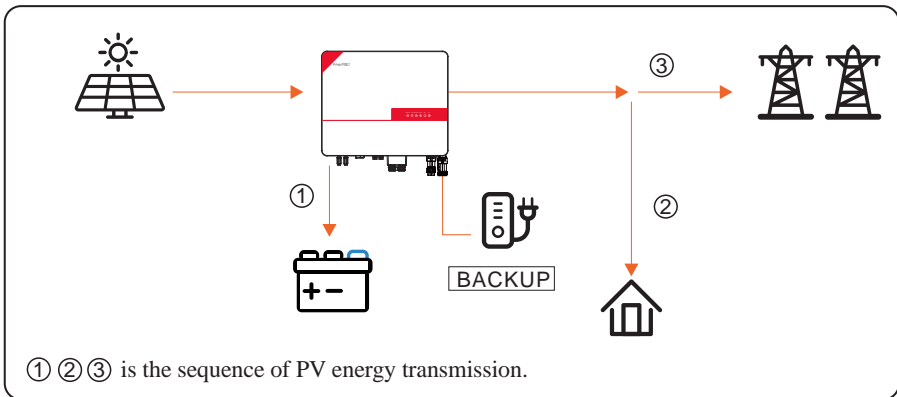 ③
①
②
BACKUP
① ② ③ is the sequence of PV energy transmission.